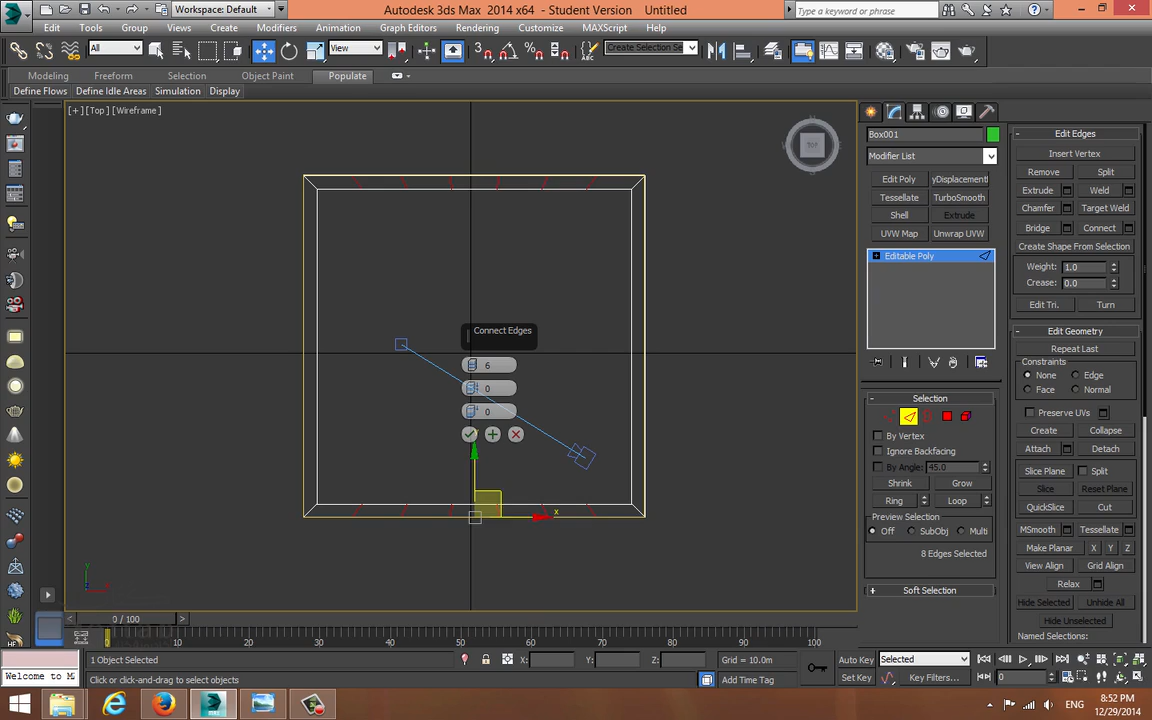 Workspace: Default
Autodesk 3ds Max 2014 x64 - Student Version Untitled
Type a keyword or phrase
Edit Tools Group Views Create Modifiers Animation Graph Editors Rendering Customize MAXScript Help
All
View
Create Selection Se
Modeling Freeform Selection Object Paint Populate
Define Flows Define Idle Areas Simulation Display
[+] [Top] [Wireframe]
TOP
Box001
Modifier List
Edit Poly yDisplacement
Tessellate TurboSmooth
Shell Extrude
UVW Map Unwrap UVW
Editable Poly
Selection
By Vertex
Ignore Backfacing
By Angle: 45.0
Shrink Grow
Ring Loop
Preview Selection
Off SubObj Multi
8 Edges Selected
Soft Selection
Edit Edges
Insert Vertex
Remove Split
Extrude Weld
Chamfer Target Weld
Bridge Connect
Create Shape From Selection
Weight: 1.0
Crease: 0.0
Edit Tri. Turn
Edit Geometry
Repeat Last
Constraints
None Edge
Face Normal
Preserve UVs
Create Collapse
Attach Detach
Slice Plane Split
Slice Reset Plane
QuickSlice Cut
MSmooth Tessellate
Make Planar X Y Z
View Align Grid Align
Relax
Hide Selected Unhide All
Hide Unselected
Named Selections:
Connect Edges
6
0
0
x
0 / 100
0 10 20 30 40 50 60 70 80 90 100
1 Object Selected
X: Y: Z:
Grid = 10.0m
Auto Key Selected
Welcome to M
Click or click-and-drag to select objects
Add Time Tag
Set Key Key Filters...
0
ENG
8:52 PM
12/29/2014